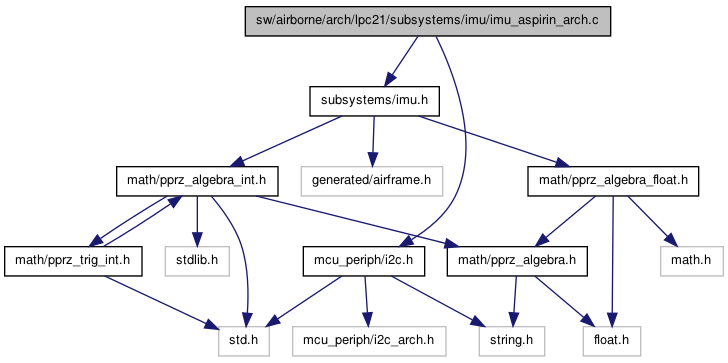 sw/airborne/arch/lpc21/subsystems/imu/imu_aspirin_arch.c
subsystems/imu.h
math/pprz_algebra_int.h
generated/airframe.h
math/pprz_algebra_float.h
math/pprz_trig_int.h
stdlib.h
mcu_periph/i2c.h
math/pprz_algebra.h
math.h
std.h
mcu_periph/i2c_arch.h
string.h
float.h